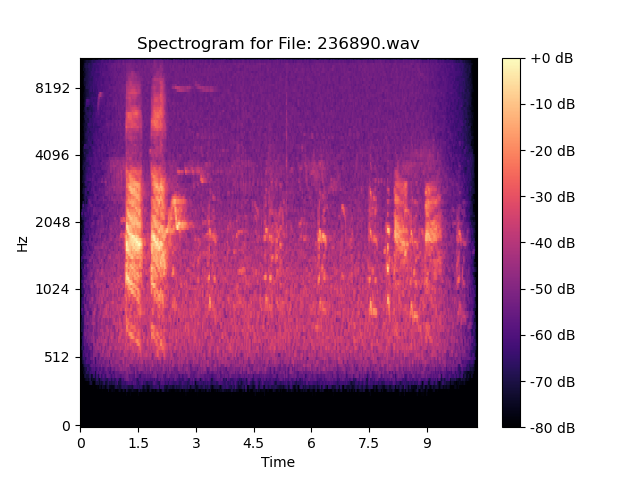 Spectrogram for File: 236890.wav
8192
4096
2048
1024
512
0
Hz
0
1.5
3
4.5
6
7.5
9
Time
+0 dB
-10 dB
-20 dB
-30 dB
-40 dB
-50 dB
-60 dB
-70 dB
-80 dB